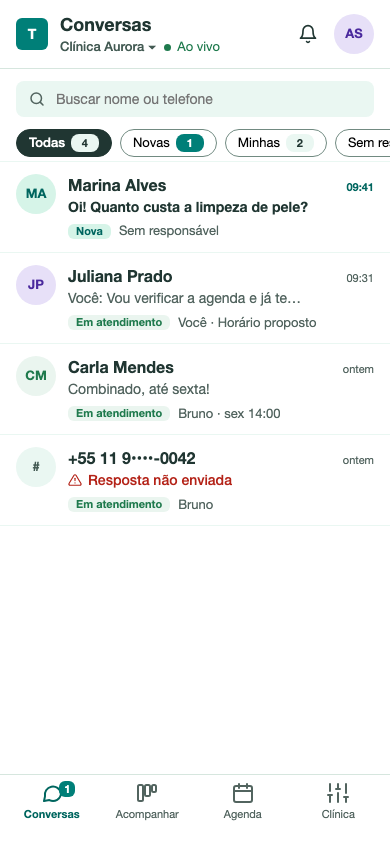 T
Conversas
Clínica Aurora
Ao vivo
AS
Buscar nome ou telefone
Todas 4
Novas 1
Minhas 2
Sem re
MA
Marina Alves
09:41
Oi! Quanto custa a limpeza de pele?
Nova
Sem responsável
JP
Juliana Prado
09:31
Você: Vou verificar a agenda e já te…
Em atendimento
Você · Horário proposto
CM
Carla Mendes
ontem
Combinado, até sexta!
Em atendimento
Bruno · sex 14:00
#
+55 11 9••••-0042
ontem
Resposta não enviada
Em atendimento
Bruno
1
Conversas
Acompanhar
Agenda
Clínica